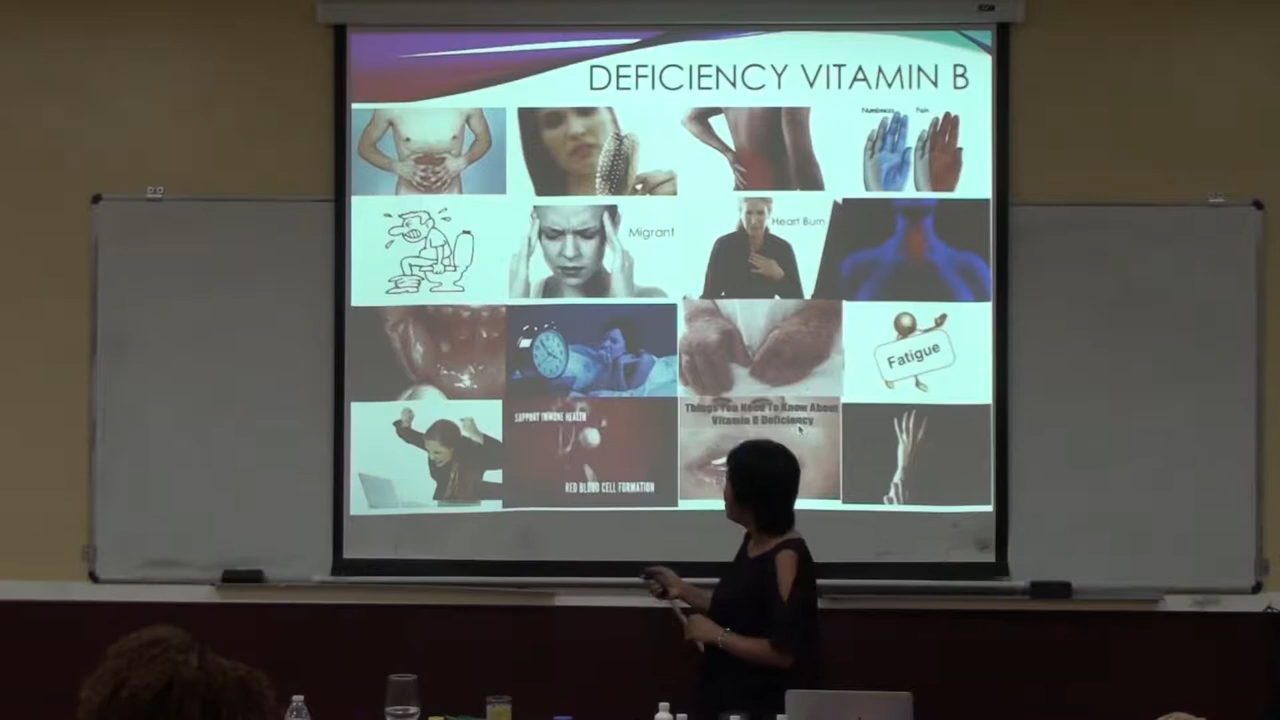 DEFICIENCY VITAMIN B
Numbness
Pain
Migrant
Heart Burn
Fatigue
SUPPORT IMMUNE HEALTH
RED BLOOD CELL FORMATION
Things You Need To Know About
Vitamin B Deficiency